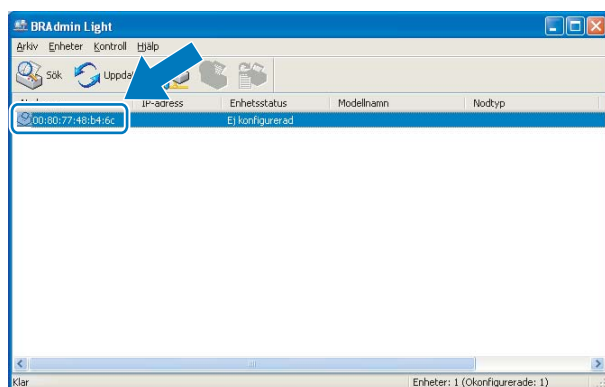 BRAdmin Light
Arkiv Enheter Kontroll Hjälp
Sök
IP-adress Enhetsstatus Modellnamn Nodtyp
00:80:77:48:b4:6c Ej konfigurerad
Klar Enheter: 1 (Okonfigurerade: 1)